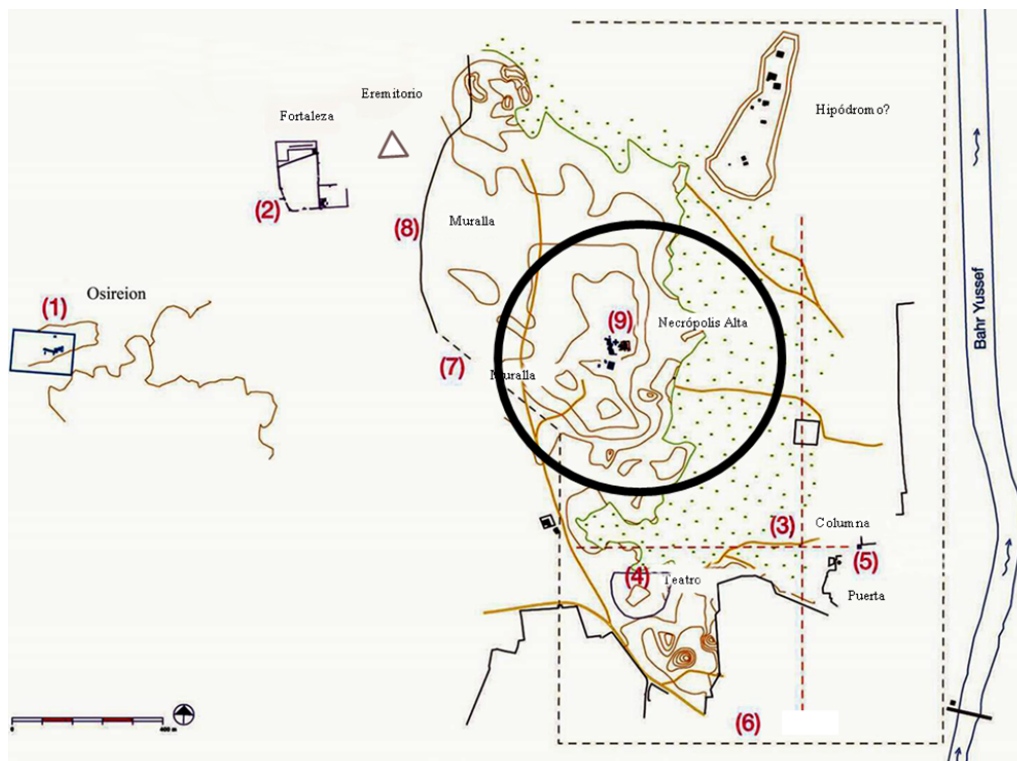 Hipódromo?
Eremitorio
Fortaleza
(2)
(8)
Muralla
Osireion
(1)
(9)
Necrópolis Alta
Bahr Yussef
(7)
Muralla
(3)
Columna
(4)
Teatro
(5)
Puerta
(6)
400 m